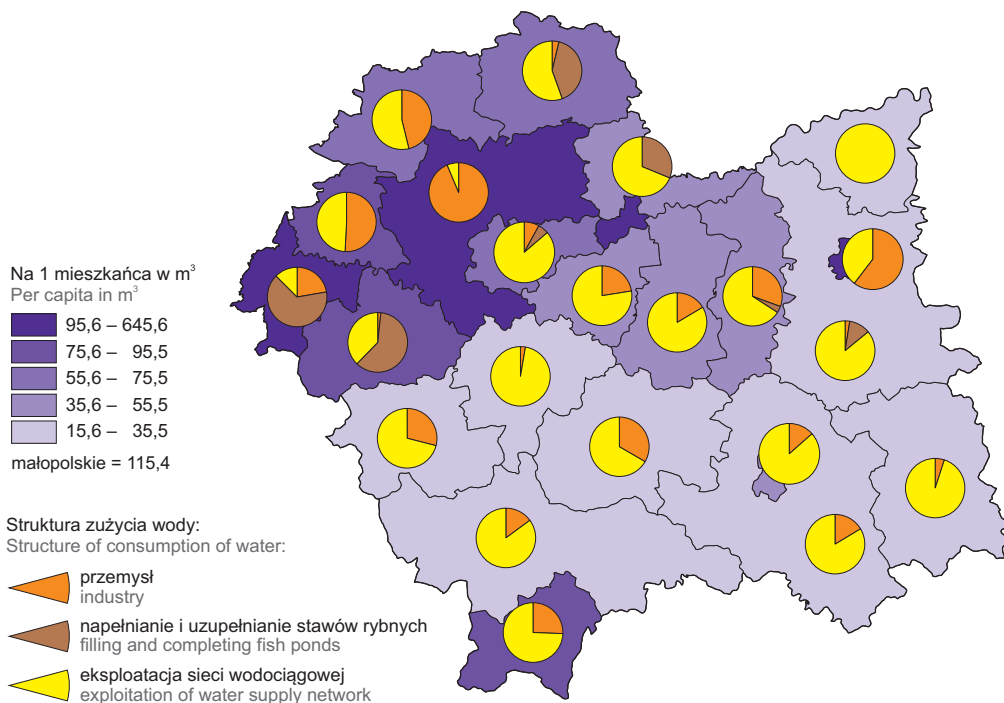 Na 1 mieszkańca w m³
Per capita in m³
95,6 – 645,6
75,6 – 95,5
55,6 – 75,5
35,6 – 55,5
15,6 – 35,5
małopolskie = 115,4
Struktura zużycia wody:
Structure of consumption of water:
przemysł
industry
napełnianie i uzupełnianie stawów rybnych
filling and completing fish ponds
eksploatacja sieci wodociągowej
exploitation of water supply network